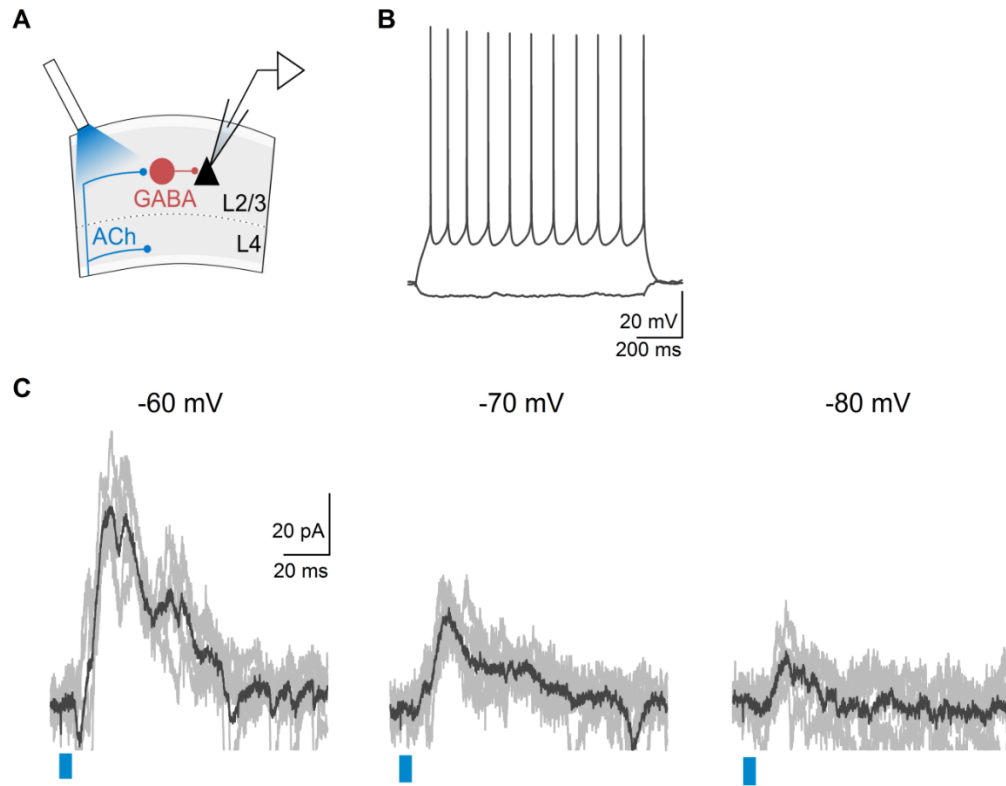 A
GABA
L2/3
ACh
L4
B
20 mV
200 ms
C
-60 mV
-70 mV
-80 mV
20 pA
20 ms